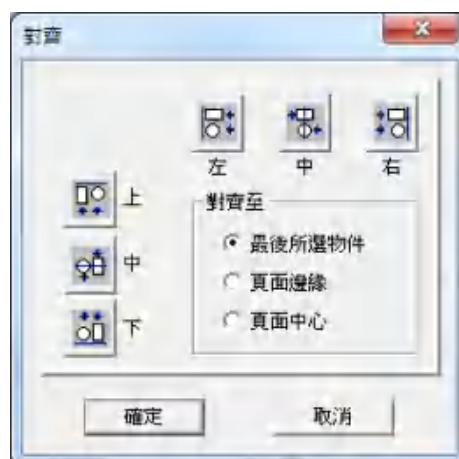 對齊
左 中 右
上
對齊至
最後所選物件
中
頁面邊緣
頁面中心
下
確定 取消